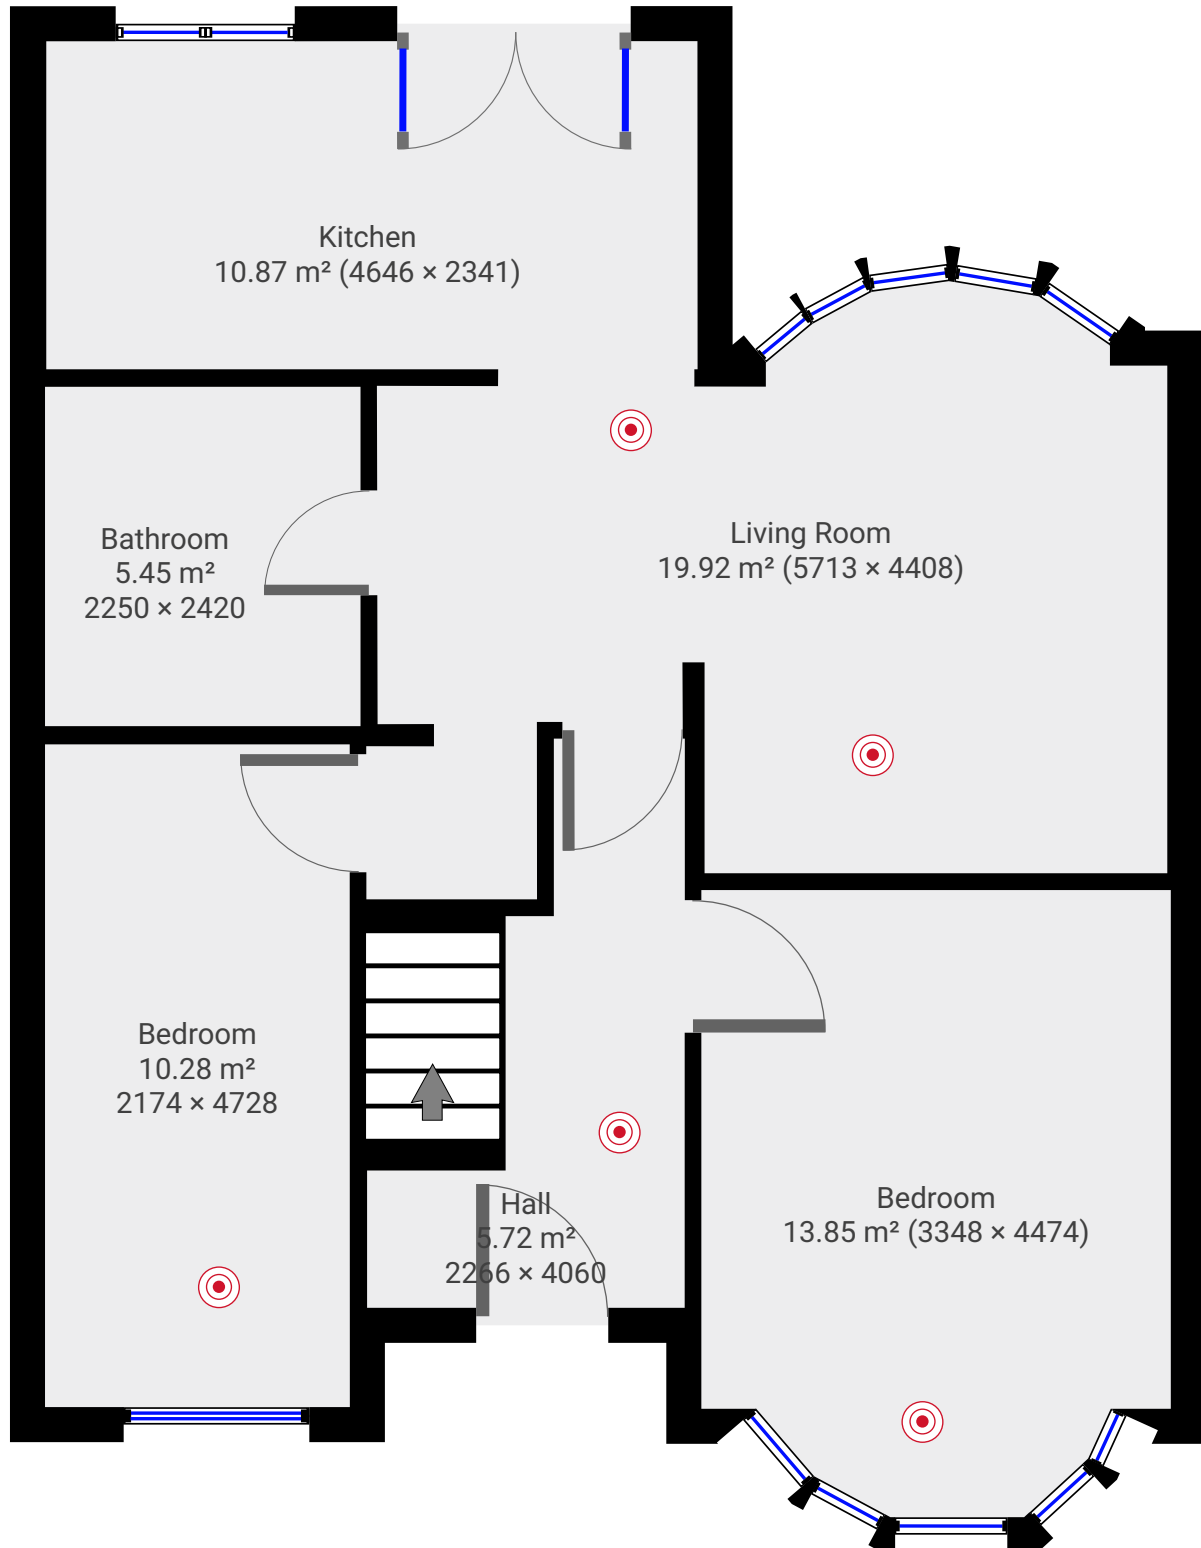 Kitchen
10.87 m² (4646 × 2341)
Bathroom
5.45 m²
2250 × 2420
Living Room
19.92 m² (5713 × 4408)
Bedroom
10.28 m²
2174 × 4728
Hall
5.72 m²
2266 × 4060
Bedroom
13.85 m² (3348 × 4474)